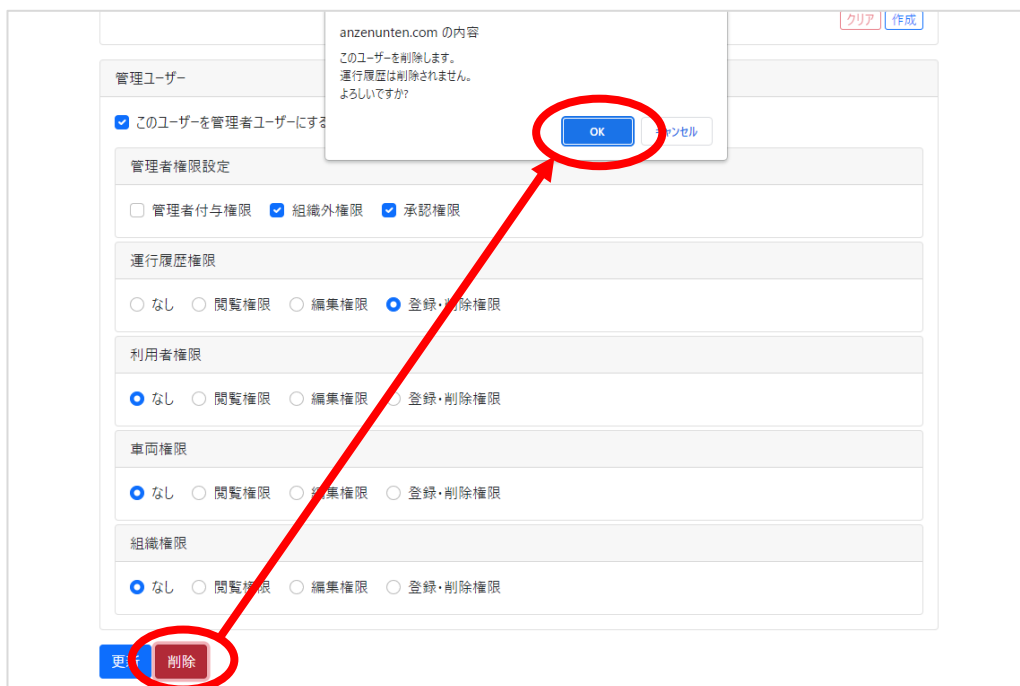 クリア 作成
anzenunten.com の内容
このユーザーを削除します。
運行履歴は削除されません。
よろしいですか?
OK キャンセル
管理ユーザー
このユーザーを管理者ユーザーにする
管理者権限設定
管理者付与権限 組織外権限 承認権限
運行履歴権限
なし 閲覧権限 編集権限 登録・削除権限
利用者権限
なし 閲覧権限 編集権限 登録・削除権限
車両権限
なし 閲覧権限 編集権限 登録・削除権限
組織権限
なし 閲覧権限 編集権限 登録・削除権限
更新 削除